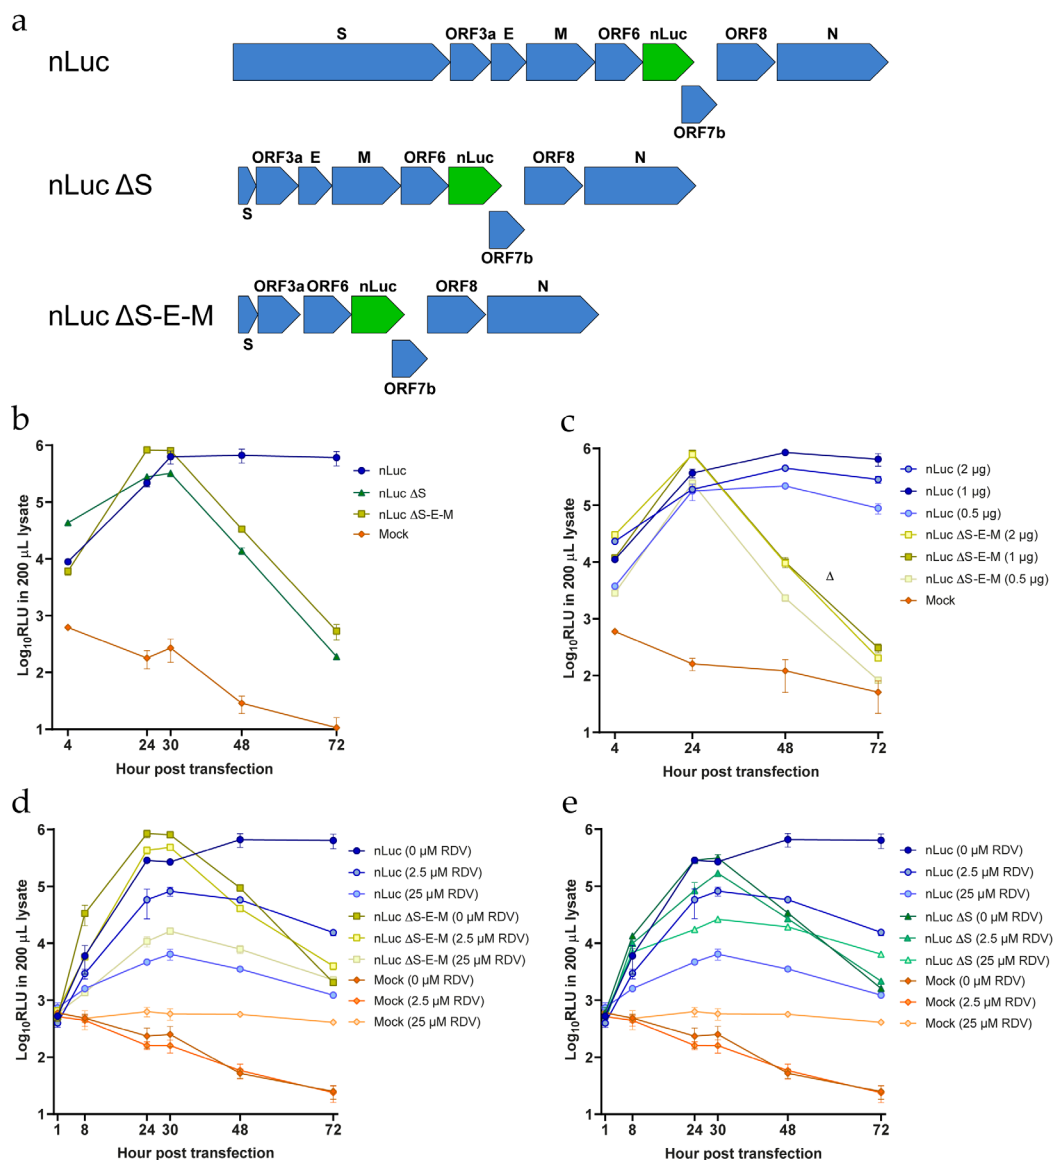 a
nLuc
S
ORF3a E M ORF6 nLuc ORF8 N
ORF7b
nLuc ΔS
ORF3a E M ORF6 nLuc ORF8 N
S
ORF7b
nLuc ΔS-E-M
ORF3a ORF6 nLuc ORF8 N
S
ORF7b
b
Log10RLU in 200 µL lysate
6
5
4
3
2
1
4 24 30 48 72
Hour post transfection
nLuc
nLuc ΔS
nLuc ΔS-E-M
Mock
c
Log10RLU in 200 µL lysate
6
5
4
3
2
1
4 24 48 72
Hour post transfection
Δ
nLuc (2 µg)
nLuc (1 µg)
nLuc (0.5 µg)
nLuc ΔS-E-M (2 µg)
nLuc ΔS-E-M (1 µg)
nLuc ΔS-E-M (0.5 µg)
Mock
d
Log10RLU in 200 µL lysate
6
5
4
3
2
1
1 8 24 30 48 72
Hour post transfection
nLuc (0 µM RDV)
nLuc (2.5 µM RDV)
nLuc (25 µM RDV)
nLuc ΔS-E-M (0 µM RDV)
nLuc ΔS-E-M (2.5 µM RDV)
nLuc ΔS-E-M (25 µM RDV)
Mock (0 µM RDV)
Mock (2.5 µM RDV)
Mock (25 µM RDV)
e
Log10RLU in 200 µL lysate
6
5
4
3
2
1
1 8 24 30 48 72
Hour post transfection
nLuc (0 µM RDV)
nLuc (2.5 µM RDV)
nLuc (25 µM RDV)
nLuc ΔS (0 µM RDV)
nLuc ΔS (2.5 µM RDV)
nLuc ΔS (25 µM RDV)
Mock (0 µM RDV)
Mock (2.5 µM RDV)
Mock (25 µM RDV)